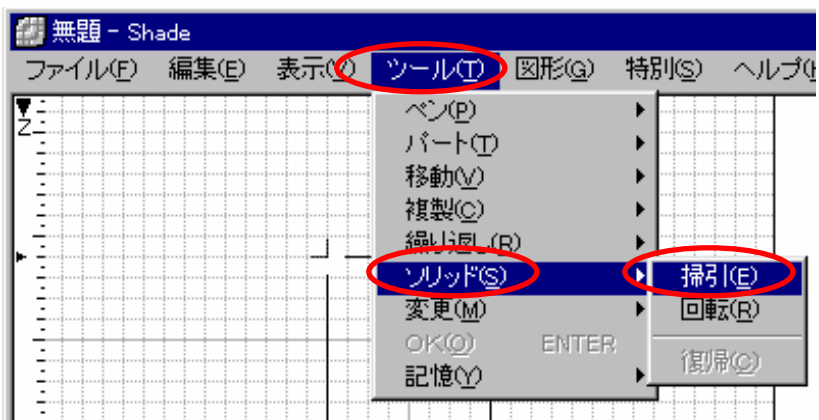 無題 - Shade
ファイル(F) 編集(E) 表示(V) ツール(T) 図形(G) 特別(S) ヘルプ(H
Z
ペン(P)
パート(T)
移動(V)
複製(C)
繰り返し(R)
ソリッド(S) 掃引(E)
変更(M) 回転(R)
OK(O) ENTER
復帰(C)
記憶(Y)